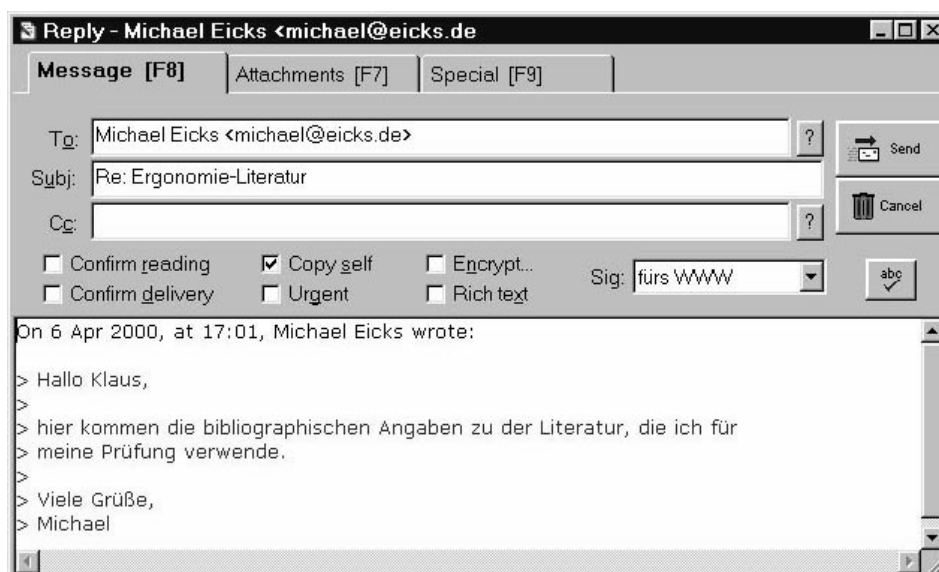 Reply - Michael Eicks <michael@eicks.de
Message [F8] Attachments [F7] Special [F9]
To: Michael Eicks <michael@eicks.de> ? Send
Subj: Re: Ergonomie-Literatur
Cc: ? Cancel
Confirm reading Copy self Encrypt... Sig: fürs WWW abc
Confirm delivery Urgent Rich text
On 6 Apr 2000, at 17:01, Michael Eicks wrote:
> Hallo Klaus,
>
> hier kommen die bibliographischen Angaben zu der Literatur, die ich für
> meine Prüfung verwende.
>
> Viele Grüße,
> Michael